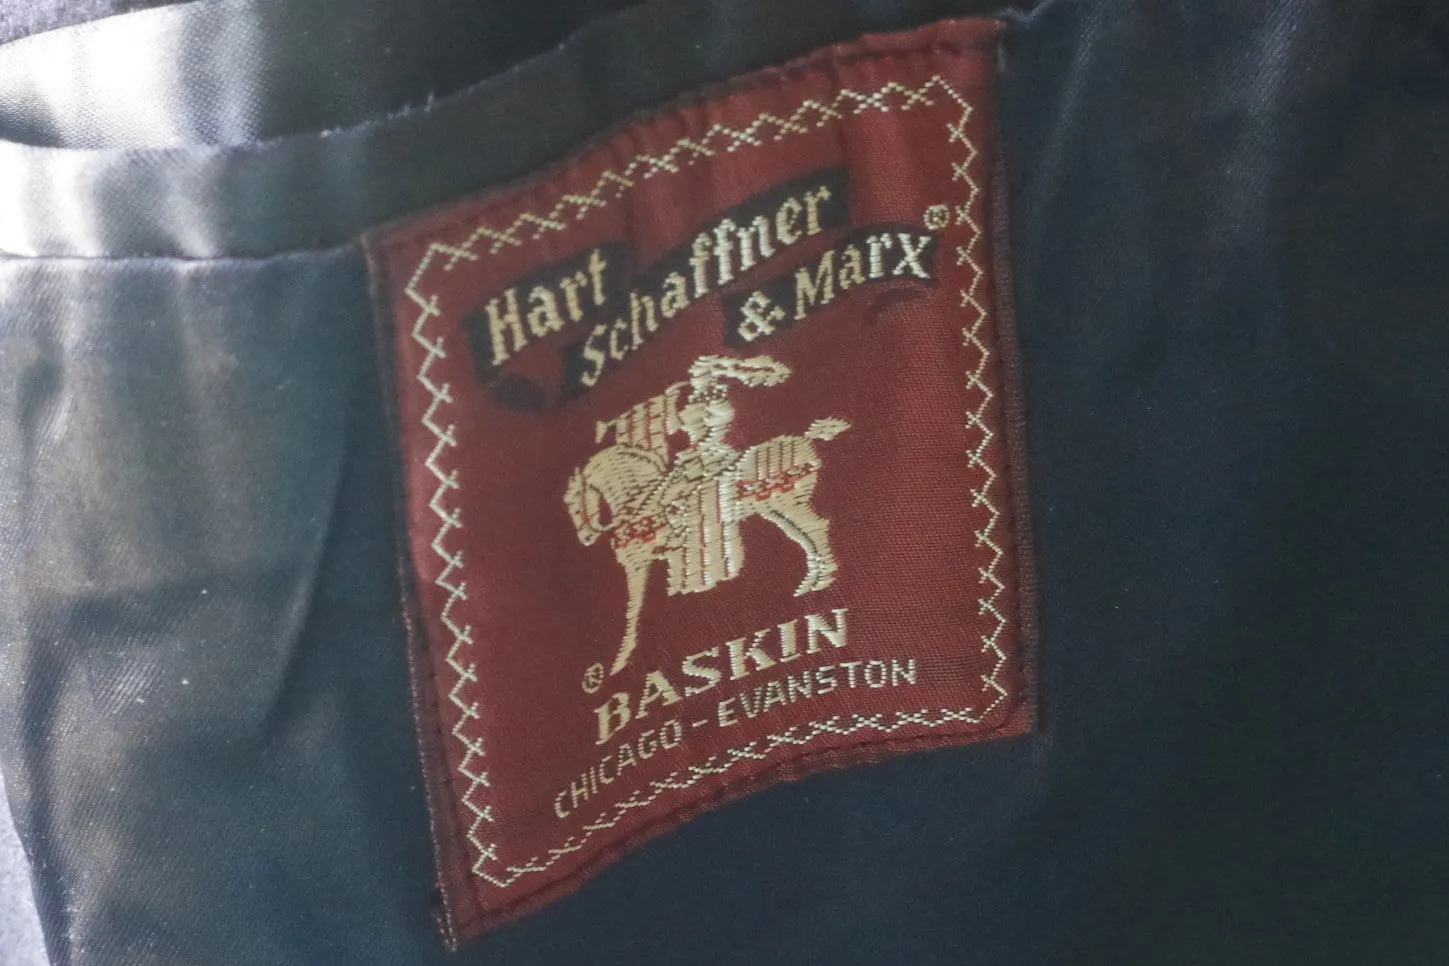 Hart
Schaffner
& Marx®
® BASKIN
CHICAGO - EVANSTON